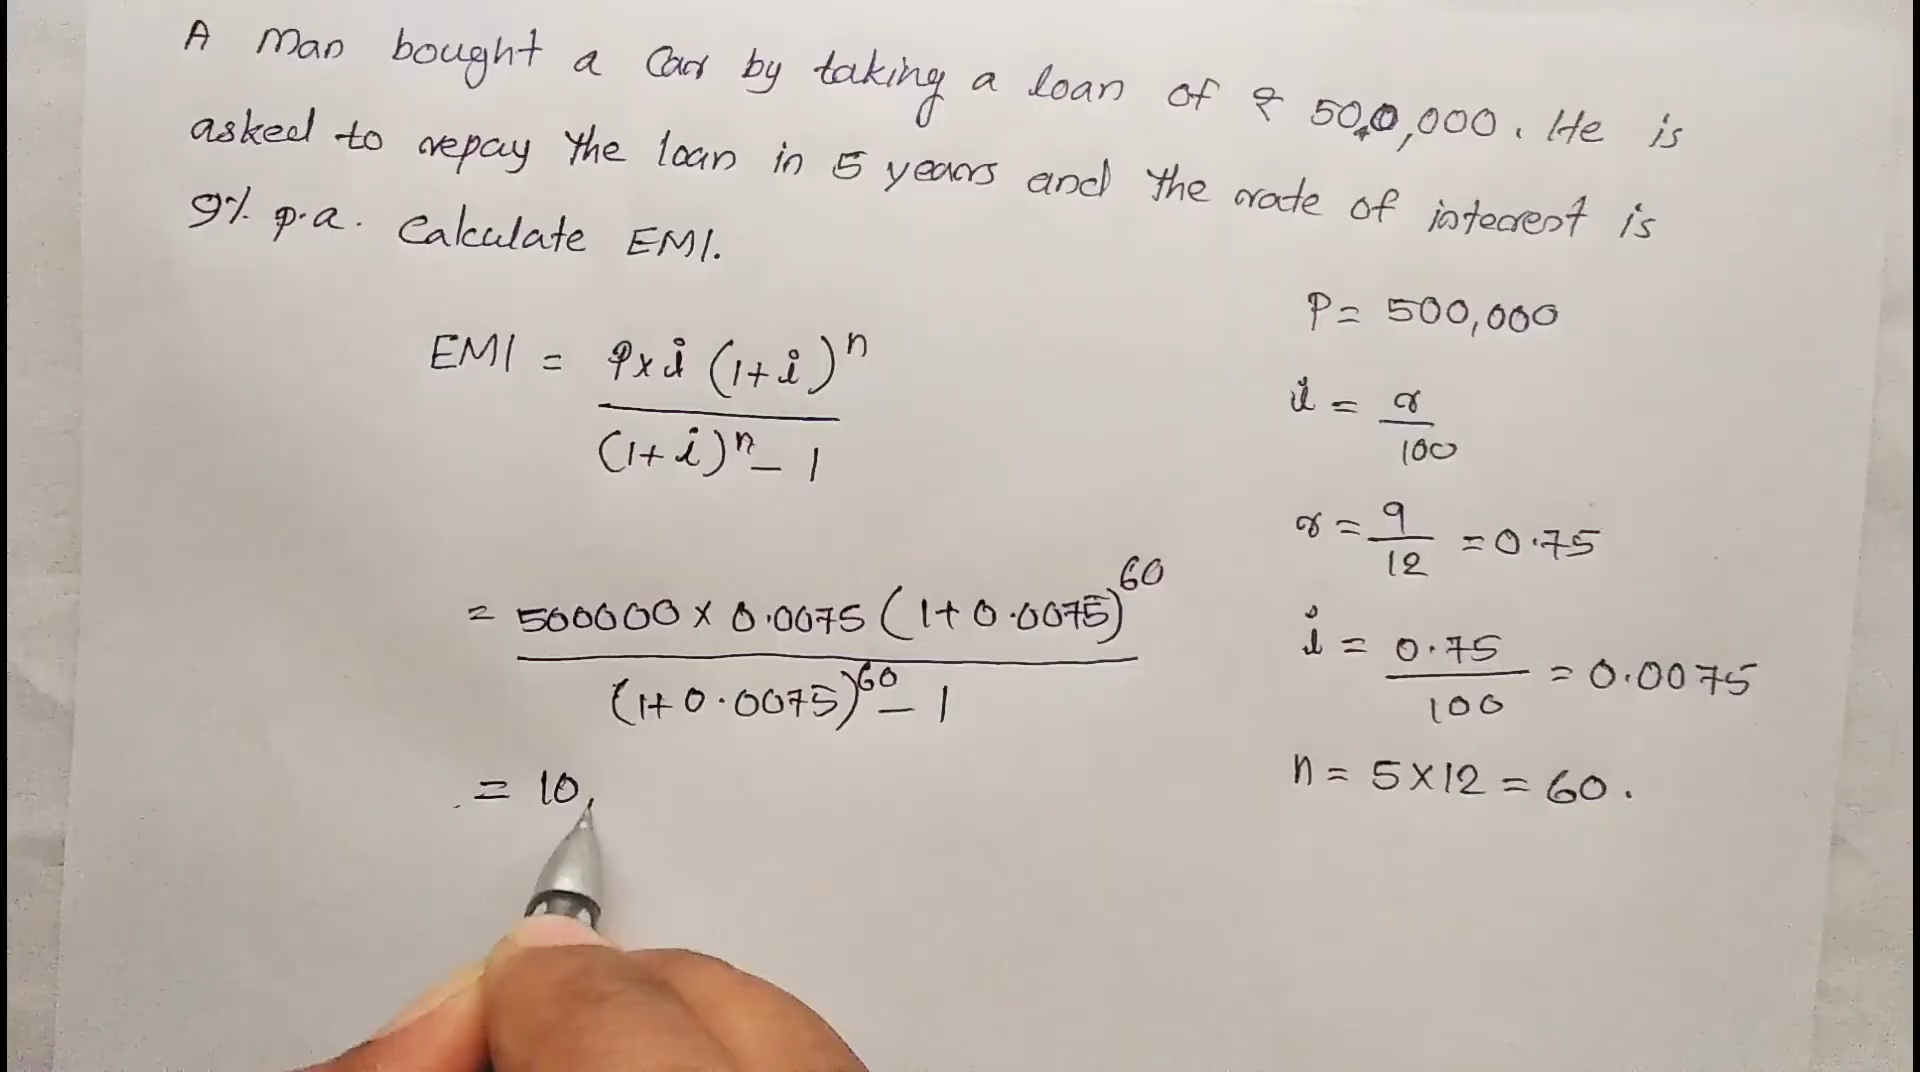 A man bought a car by taking a loan of ₹ 500,000. He is
asked to repay the loan in 5 years and the rate of interest is
9% p.a. Calculate EMI.
P = 500,000
EMI = P x i (1+i)^n
(1+i)^n - 1
i = r
100
r = 9 = 0.75
12
= 500000 x 0.0075 (1+0.0075)^60
(1+0.0075)^60 - 1
i = 0.75 = 0.0075
100
= 10,
n = 5 x 12 = 60.